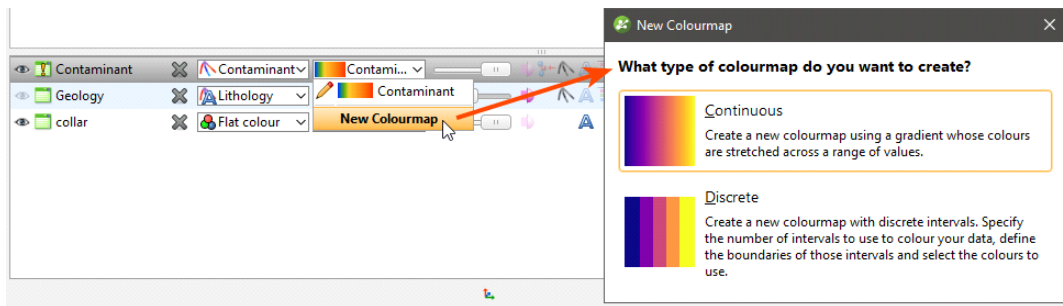 New Colourmap
What type of colourmap do you want to create?
Contaminant Contaminant Contami...
Geology Lithology Contaminant
collar Flat colour New Colourmap
Continuous
Create a new colourmap using a gradient whose colours
are stretched across a range of values.
Discrete
Create a new colourmap with discrete intervals. Specify
the number of intervals to use to colour your data, define
the boundaries of those intervals and select the colours to
use.